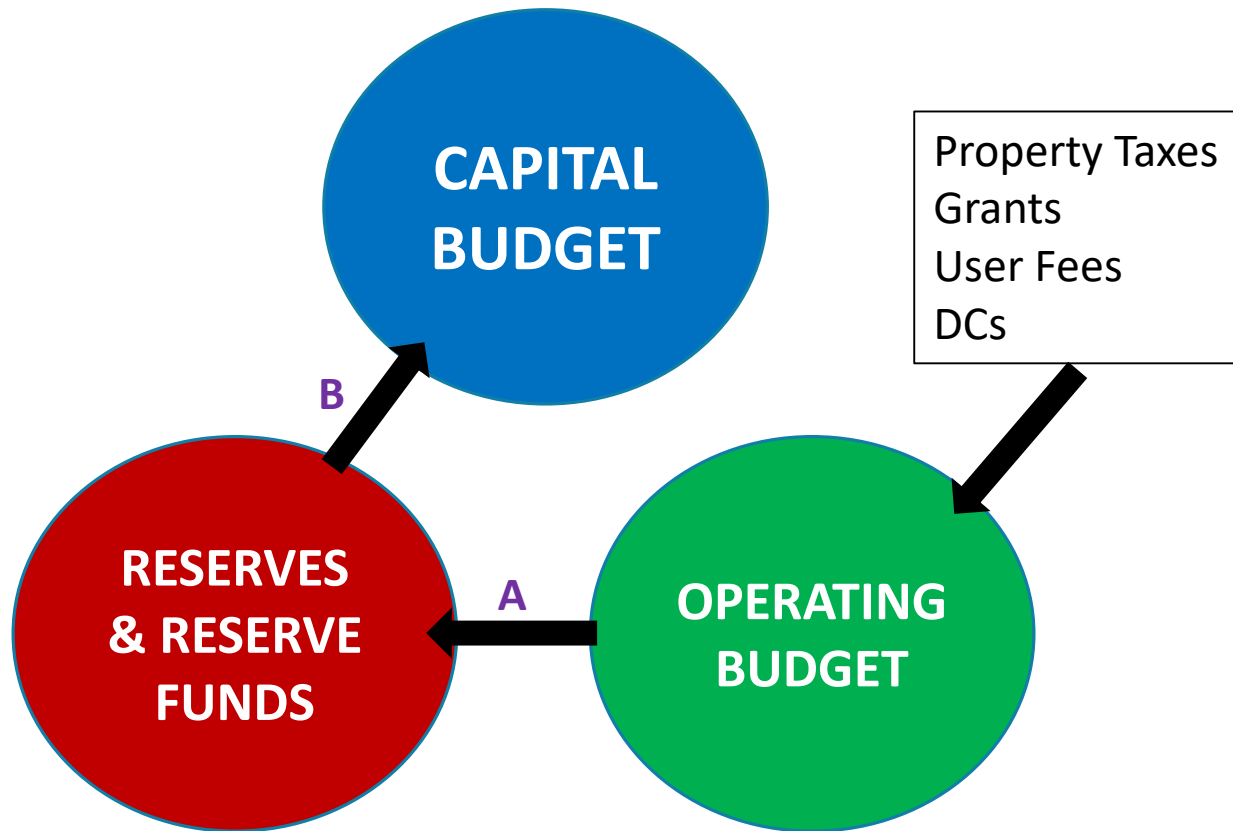 CAPITAL
BUDGET
Property Taxes
Grants
User Fees
DCs
B
RESERVES
& RESERVE
FUNDS
A
OPERATING
BUDGET